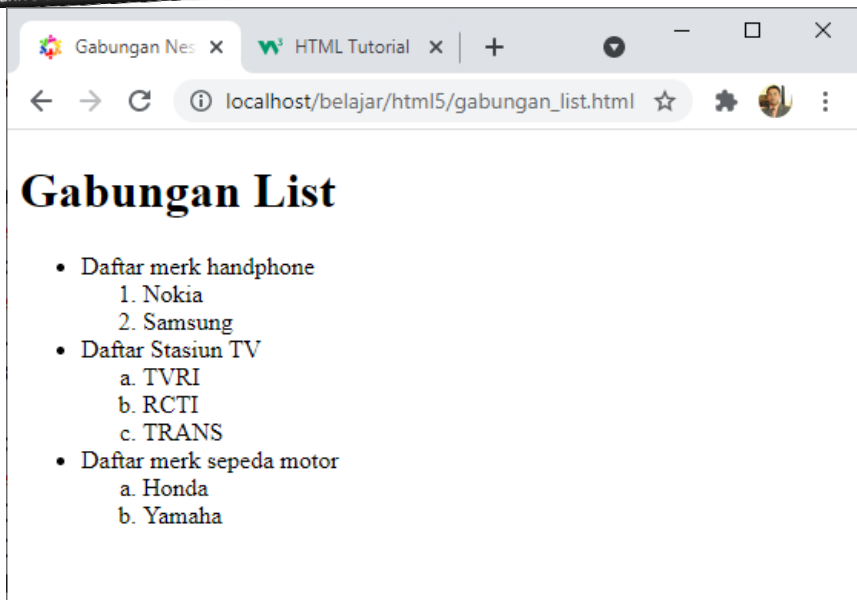 Gabungan Nes
HTML Tutorial
localhost/belajar/html5/gabungan_list.html
Gabungan List
• Daftar merk handphone
1. Nokia
2. Samsung
• Daftar Stasiun TV
a. TVRI
b. RCTI
c. TRANS
• Daftar merk sepeda motor
a. Honda
b. Yamaha